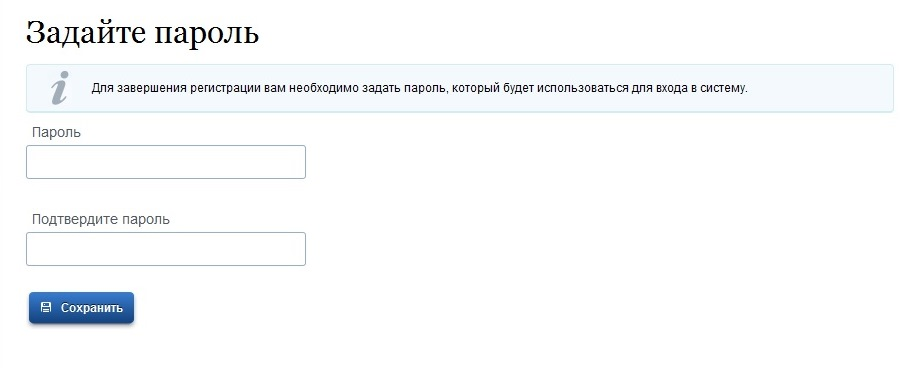 Задайте пароль
Для завершения регистрации вам необходимо задать пароль, который будет использоваться для входа в систему.
Пароль
Подтвердите пароль
Сохранить